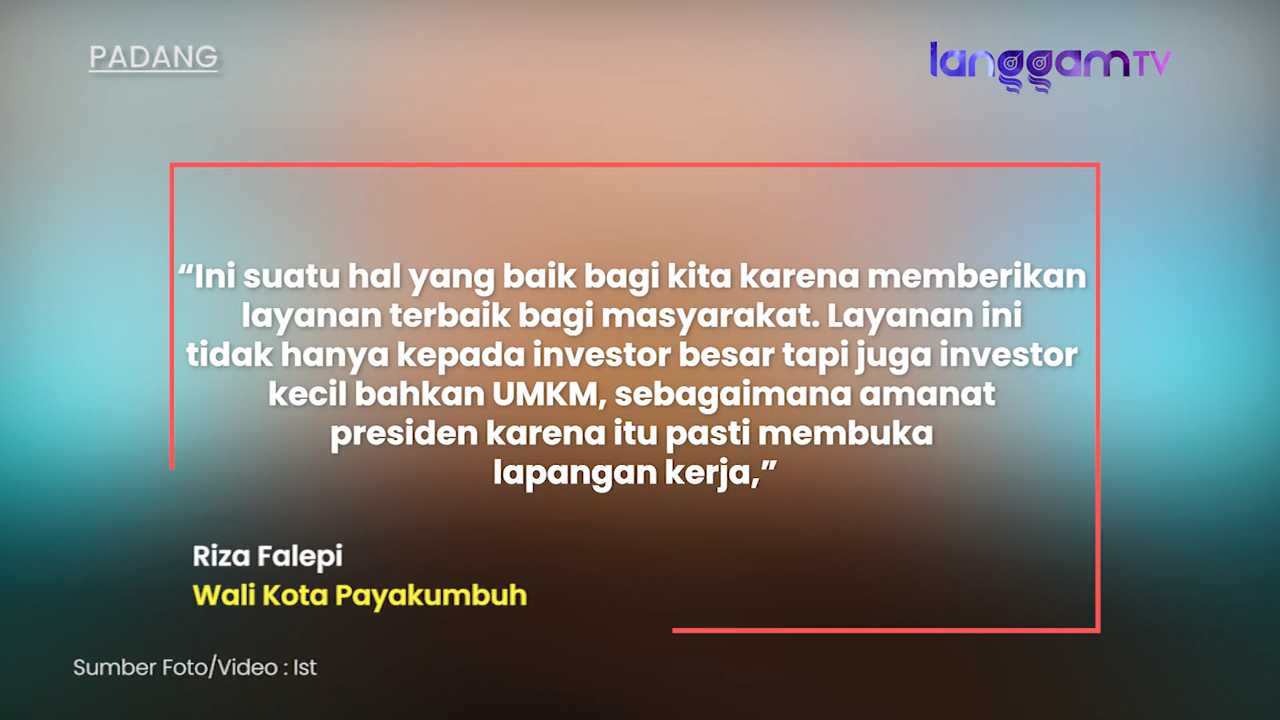 PADANG
langgamTV
“Ini suatu hal yang baik bagi kita karena memberikan
layanan terbaik bagi masyarakat. Layanan ini
tidak hanya kepada investor besar tapi juga investor
kecil bahkan UMKM, sebagaimana amanat
presiden karena itu pasti membuka
lapangan kerja,”
Riza Falepi
Wali Kota Payakumbuh
Sumber Foto/Video : Ist